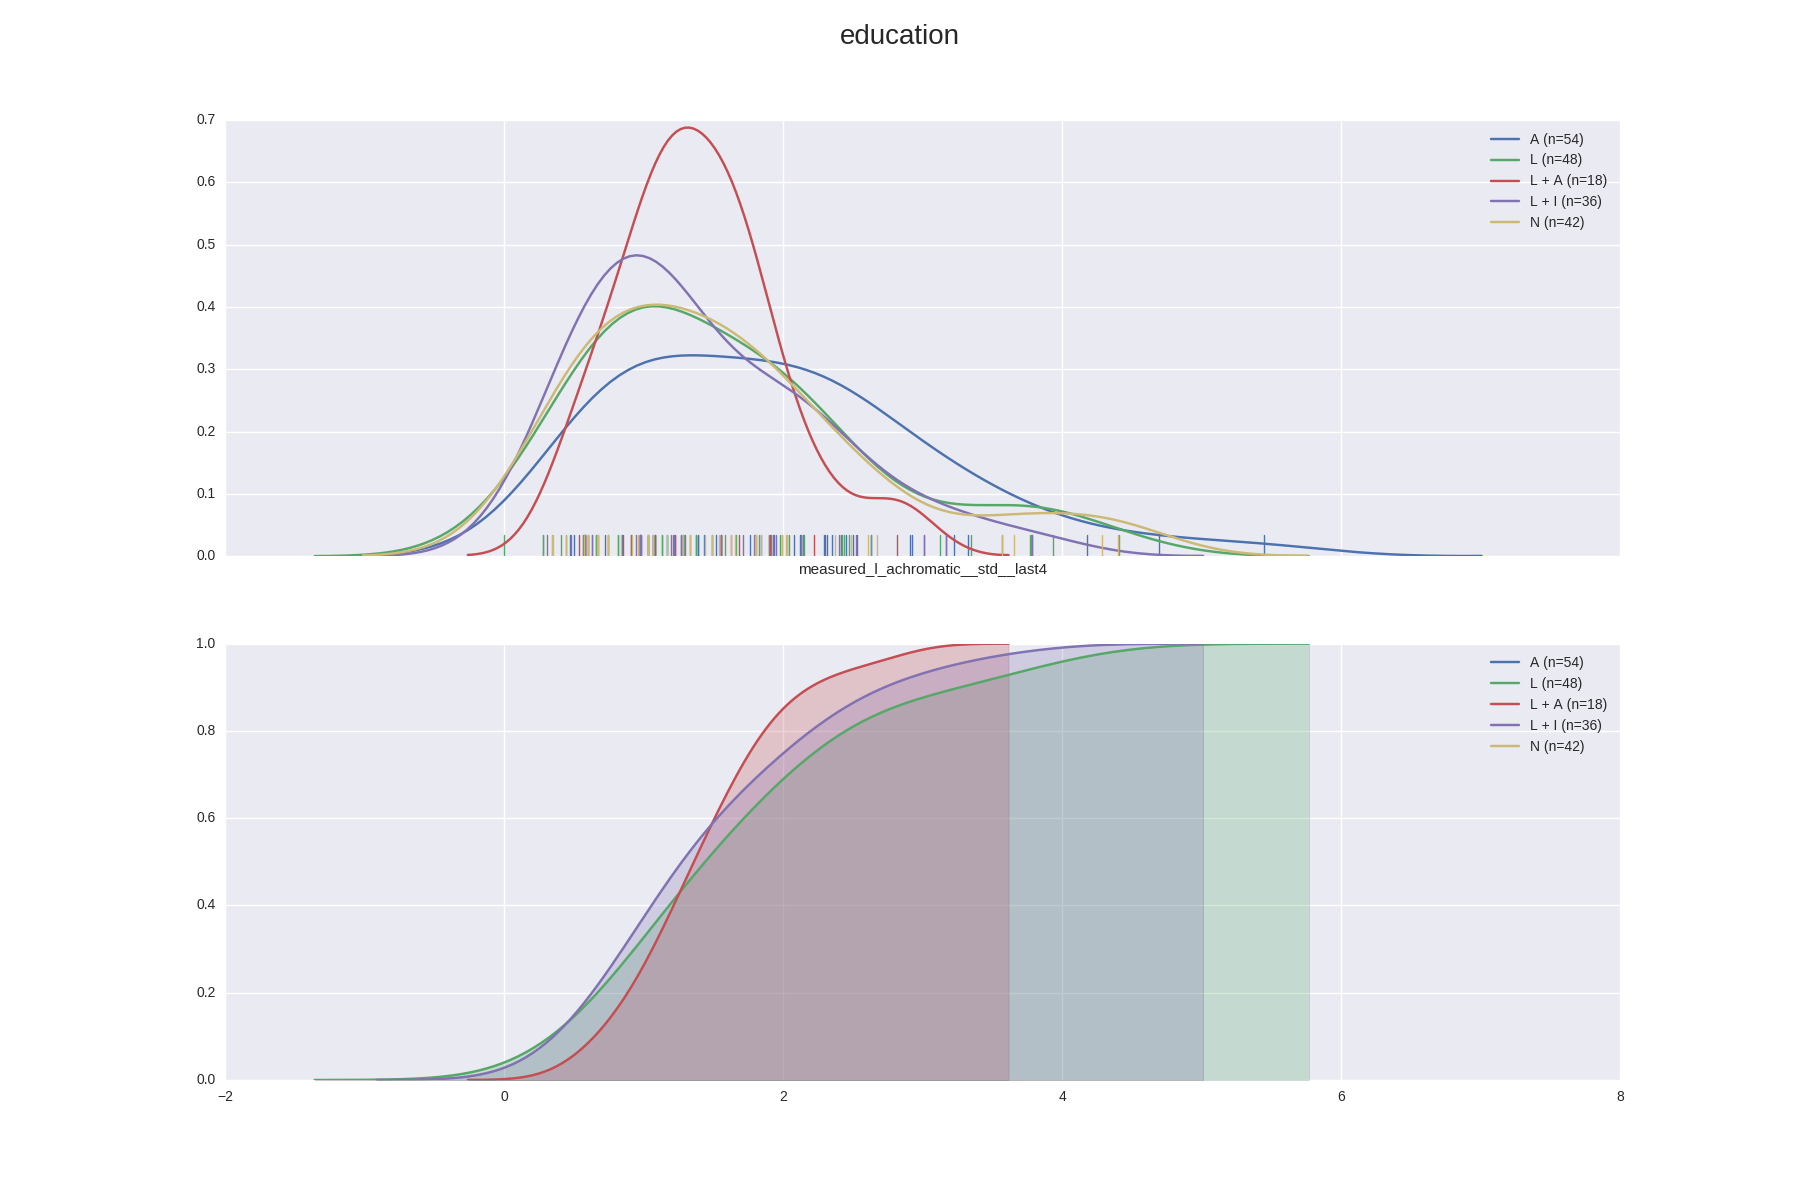 education
0.7
0.6
0.5
0.4
0.3
0.2
0.1
0.0
A (n=54)
L (n=48)
L + A (n=18)
L + I (n=36)
N (n=42)
measured_l_achromatic__std__last4
1.0
0.8
0.6
0.4
0.2
0.0
A (n=54)
L (n=48)
L + A (n=18)
L + I (n=36)
N (n=42)
−2 0 2 4 6 8